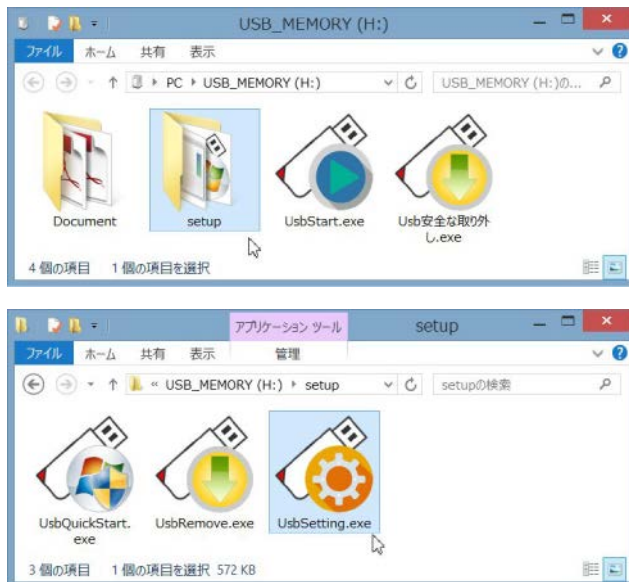 USB_MEMORY (H:)
ファイル ホーム 共有 表示
PC USB_MEMORY (H:) USB_MEMORY (H:)の...
Document setup UsbStart.exe Usb安全な取り外
し.exe
4 個の項目 1 個の項目を選択
アプリケーション ツール setup
ファイル ホーム 共有 表示 管理
« USB_MEMORY (H:) setup setupの検索
UsbQuickStart. UsbRemove.exe UsbSetting.exe
exe
3 個の項目 1 個の項目を選択 572 KB